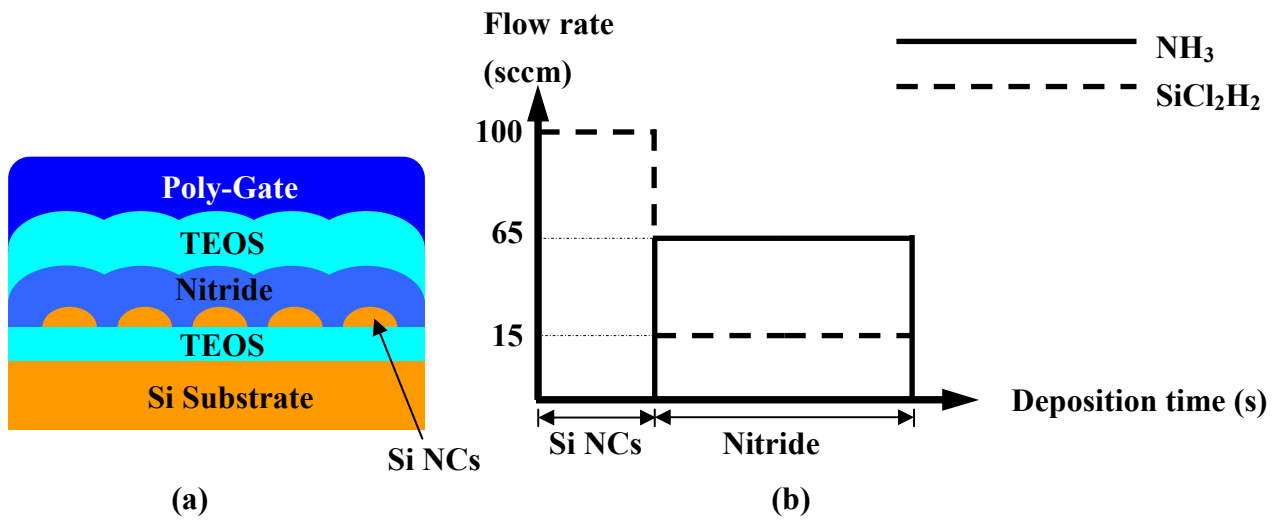 Poly-Gate
TEOS
Nitride
TEOS
Si Substrate
Si NCs
(a)
Flow rate
(sccm)
100
65
15
Si NCs
Nitride
Deposition time (s)
NH₃
SiCl₂H₂
(b)